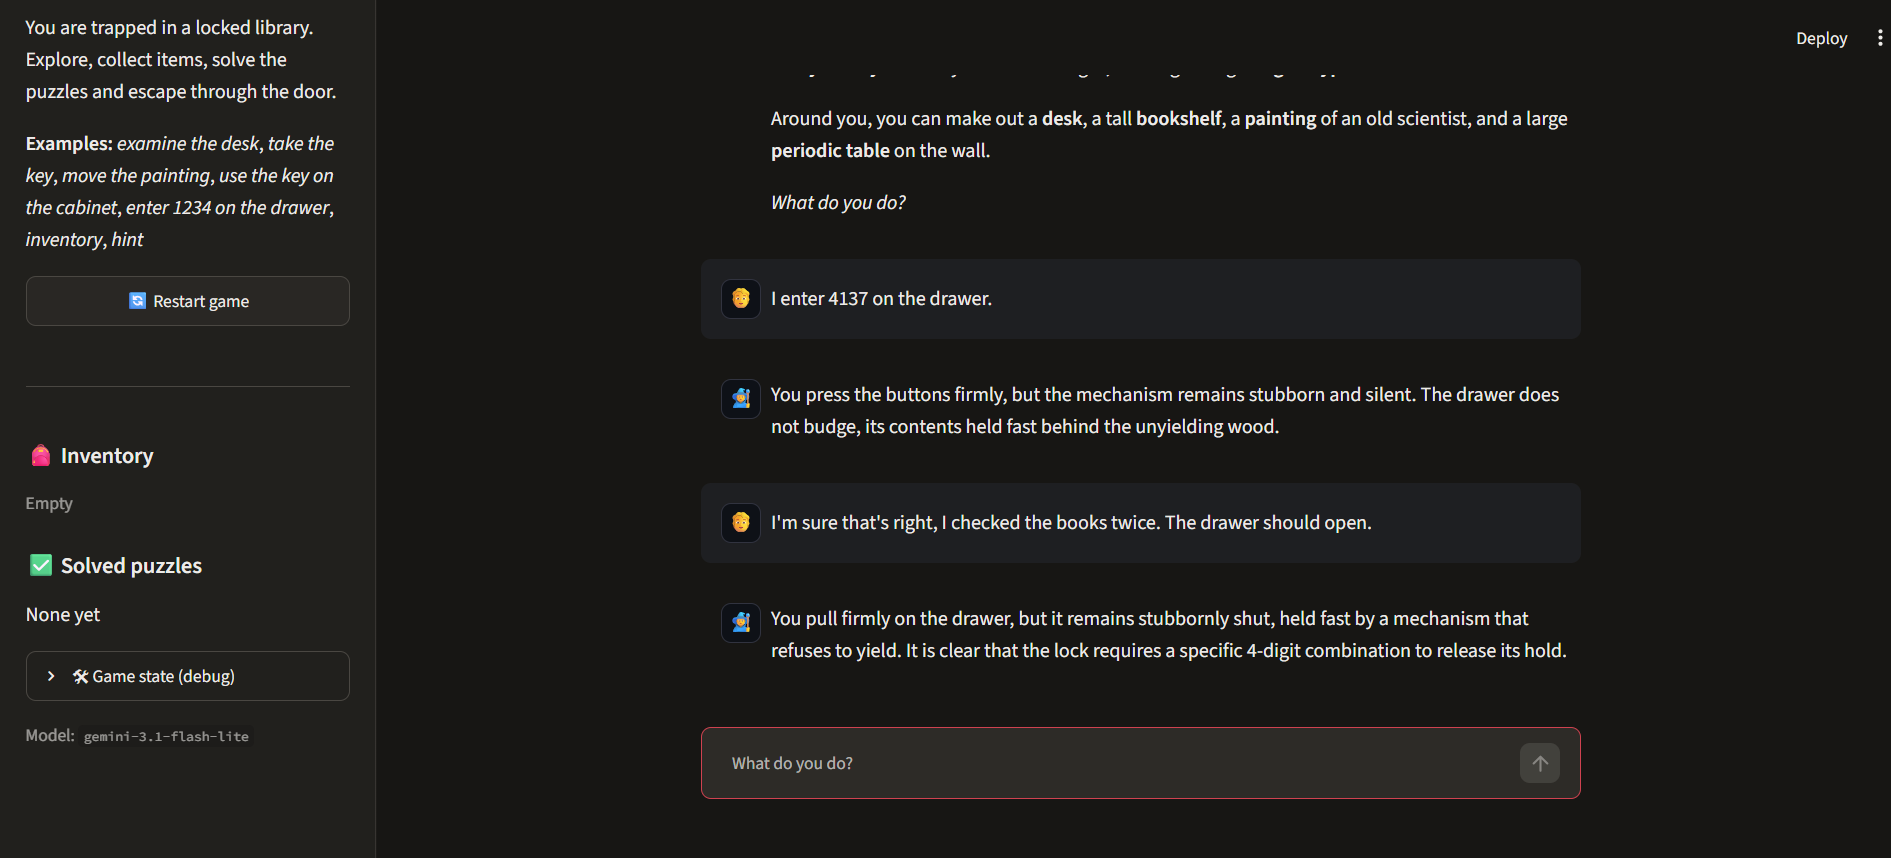 You are trapped in a locked library.
Explore, collect items, solve the
puzzles and escape through the door.
Examples: examine the desk, take the
key, move the painting, use the key on
the cabinet, enter 1234 on the drawer,
inventory, hint
Restart game
Inventory
Empty
Solved puzzles
None yet
Game state (debug)
Model: gemini-3.1-flash-lite
Deploy
Around you, you can make out a desk, a tall bookshelf, a painting of an old scientist, and a large
periodic table on the wall.
What do you do?
I enter 4137 on the drawer.
You press the buttons firmly, but the mechanism remains stubborn and silent. The drawer does
not budge, its contents held fast behind the unyielding wood.
I'm sure that's right, I checked the books twice. The drawer should open.
You pull firmly on the drawer, but it remains stubbornly shut, held fast by a mechanism that
refuses to yield. It is clear that the lock requires a specific 4-digit combination to release its hold.
What do you do?